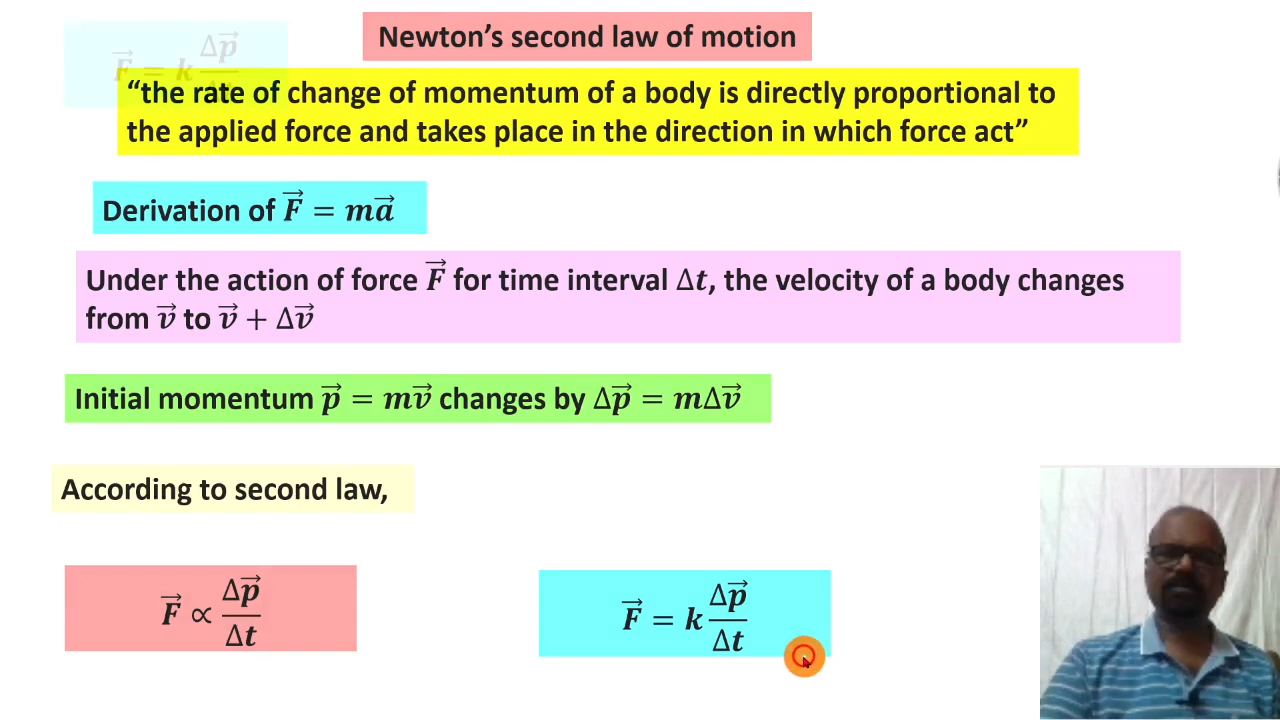 Newton's second law of motion
F⃗ = k Δp⃗
“the rate of change of momentum of a body is directly proportional to
the applied force and takes place in the direction in which force act”
Derivation of F⃗ = ma⃗
Under the action of force F⃗ for time interval Δt, the velocity of a body changes
from v⃗ to v⃗ + Δv⃗
Initial momentum p⃗ = mv⃗ changes by Δp⃗ = mΔv⃗
According to second law,
F⃗ ∝ Δp⃗/Δt
F⃗ = k Δp⃗/Δt